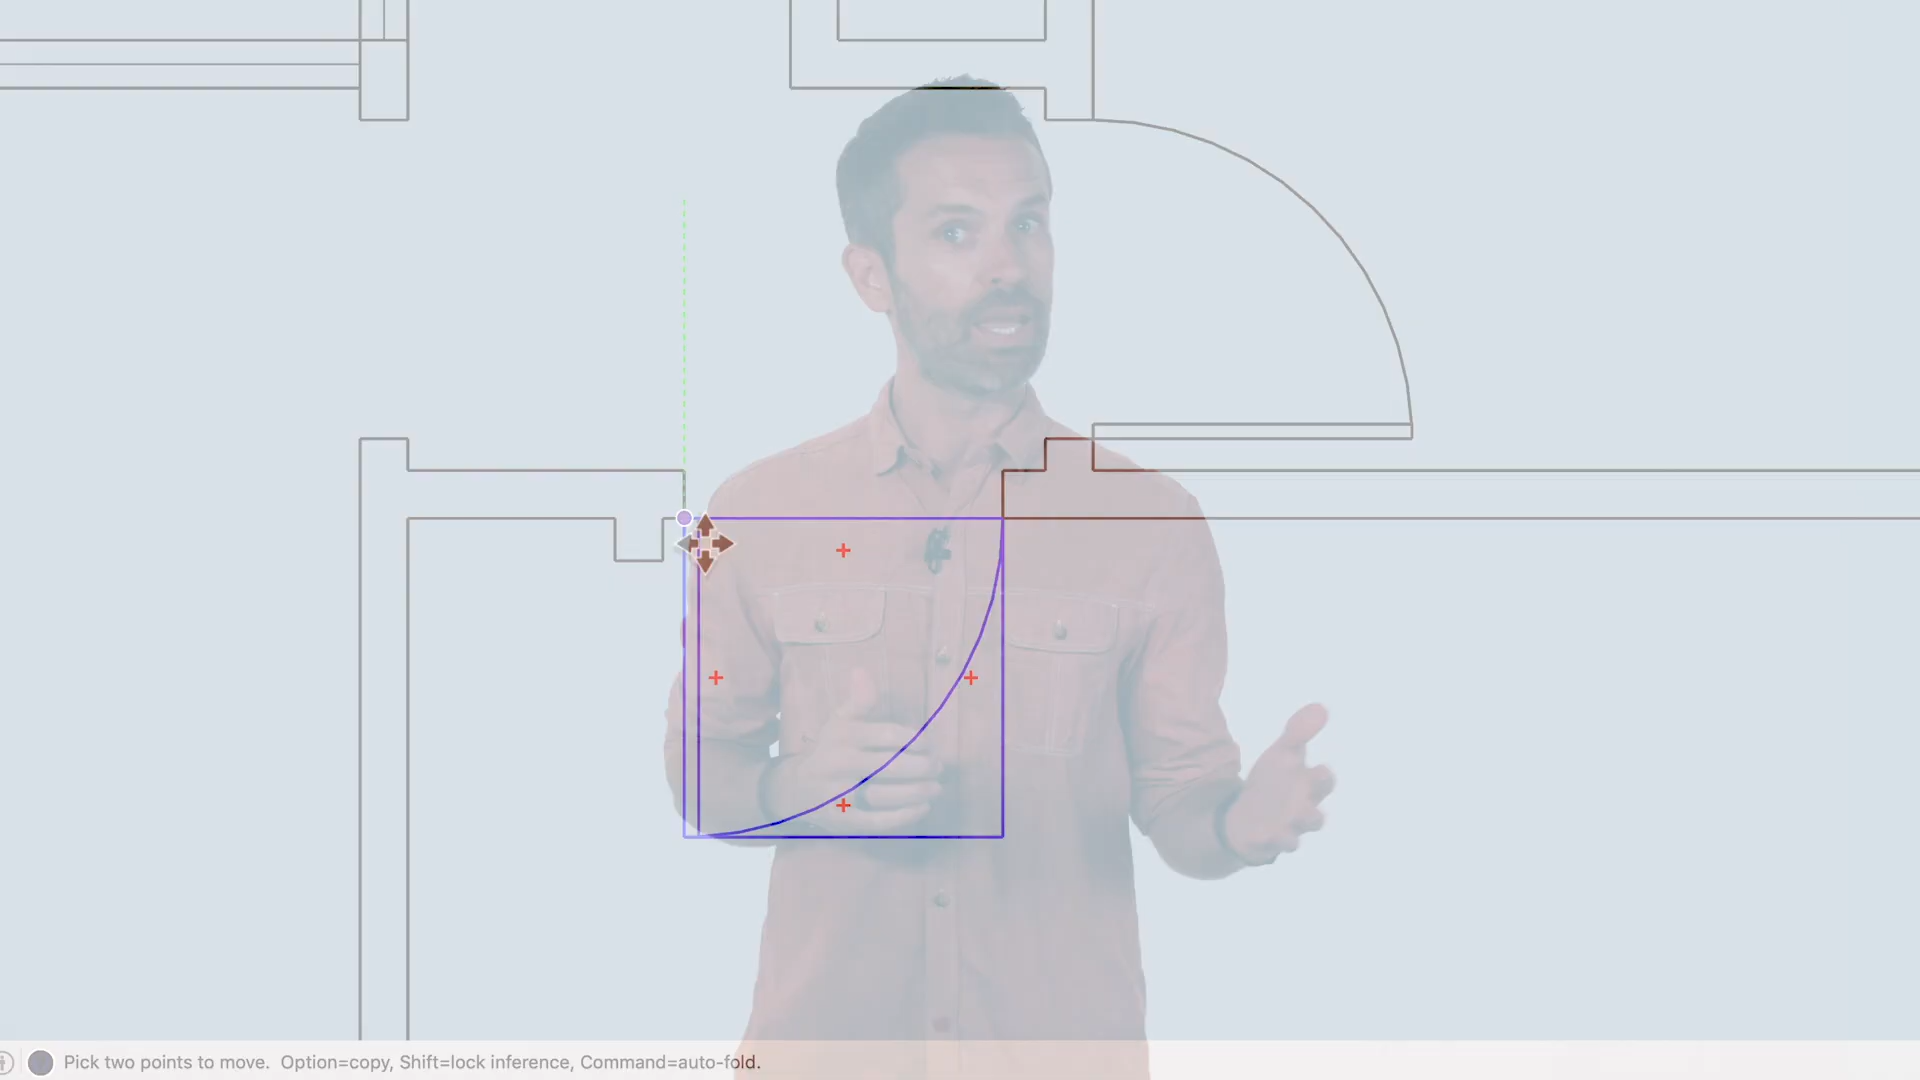 Pick two points to move. Option=copy, Shift=lock inference, Command=auto-fold.